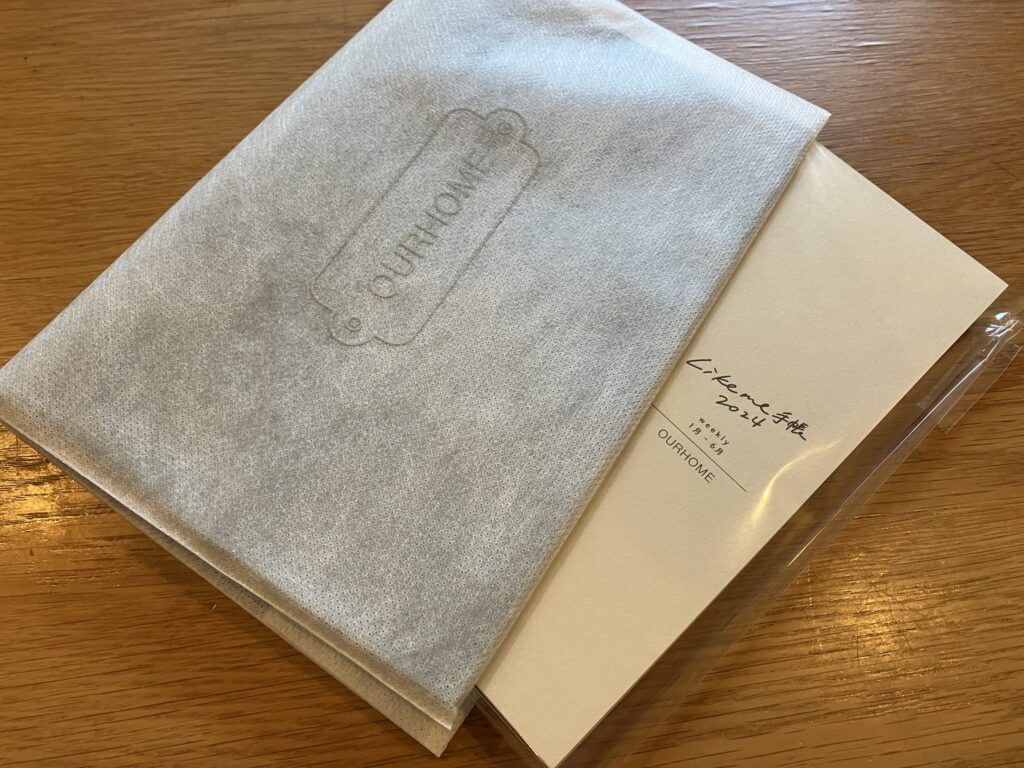 OURHOME
Likeme手帳
2024
weekly
1月-6月
OURHOME